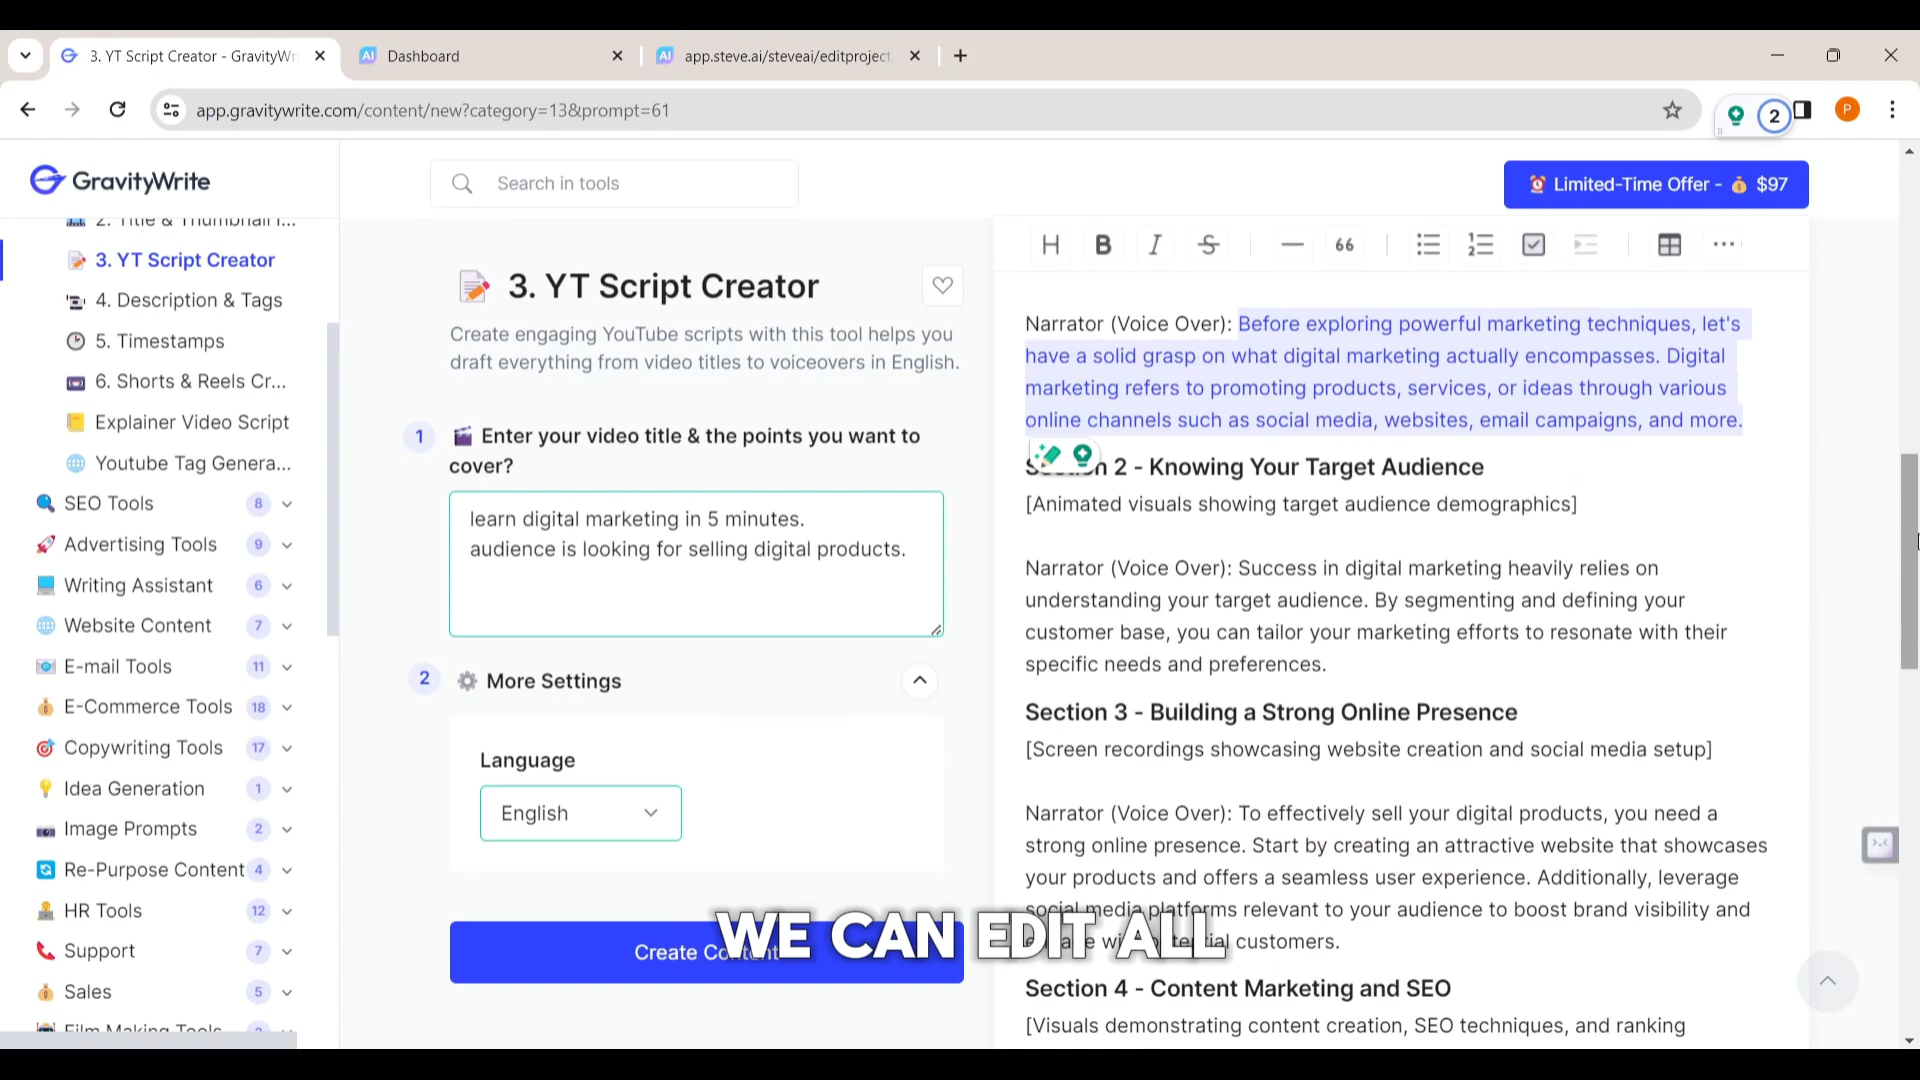 3. YT Script Creator - GravityWr
Dashboard
app.steve.ai/steveai/editproject
app.gravitywrite.com/content/new?category=13&prompt=61
2
P
GravityWrite
Search in tools
Limited-Time Offer - $97
2. Title & Thumbnail I...
3. YT Script Creator
4. Description & Tags
5. Timestamps
6. Shorts & Reels Cr...
Explainer Video Script
Youtube Tag Genera...
SEO Tools 8
Advertising Tools 9
Writing Assistant 6
Website Content 7
E-mail Tools 11
E-Commerce Tools 18
Copywriting Tools 17
Idea Generation 1
Image Prompts 2
Re-Purpose Content 4
HR Tools 12
Support 7
Sales 5
Film Making Tools
3. YT Script Creator
Create engaging YouTube scripts with this tool helps you
draft everything from video titles to voiceovers in English.
1 Enter your video title & the points you want to
cover?
learn digital marketing in 5 minutes.
audience is looking for selling digital products.
2 More Settings
Language
English
Create Content
H B I S 66
Narrator (Voice Over): Before exploring powerful marketing techniques, let's
have a solid grasp on what digital marketing actually encompasses. Digital
marketing refers to promoting products, services, or ideas through various
online channels such as social media, websites, email campaigns, and more.
Section 2 - Knowing Your Target Audience
[Animated visuals showing target audience demographics]
Narrator (Voice Over): Success in digital marketing heavily relies on
understanding your target audience. By segmenting and defining your
customer base, you can tailor your marketing efforts to resonate with their
specific needs and preferences.
Section 3 - Building a Strong Online Presence
[Screen recordings showcasing website creation and social media setup]
Narrator (Voice Over): To effectively sell your digital products, you need a
strong online presence. Start by creating an attractive website that showcases
your products and offers a seamless user experience. Additionally, leverage
social media platforms relevant to your audience to boost brand visibility and
engage with potential customers.
Section 4 - Content Marketing and SEO
[Visuals demonstrating content creation, SEO techniques, and ranking
WE CAN EDIT ALL